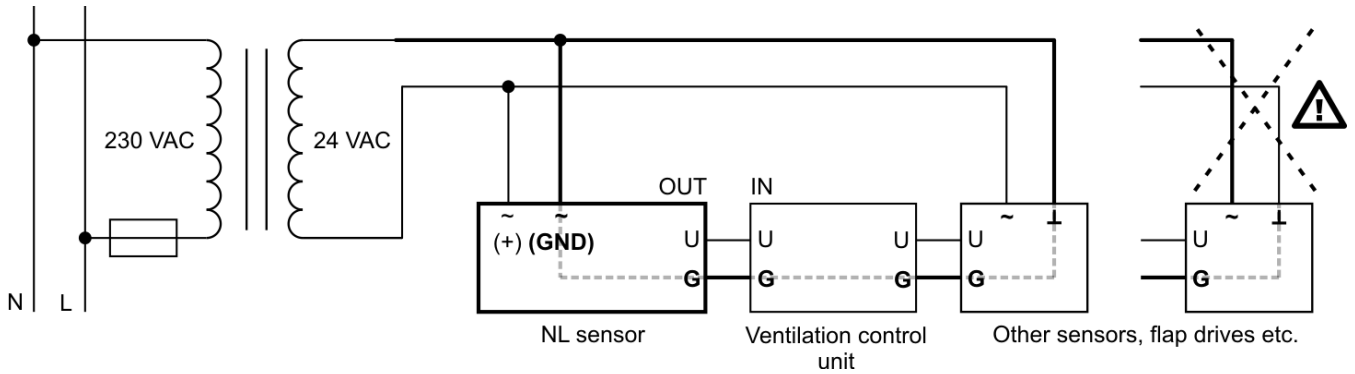 230 VAC
24 VAC
OUT
IN
~
~
~
⊥
~
⊥
(+) (GND)
U
U
U
U
U
G
G
G
G
G
N
L
NL sensor
Ventilation control
unit
Other sensors, flap drives etc.
!